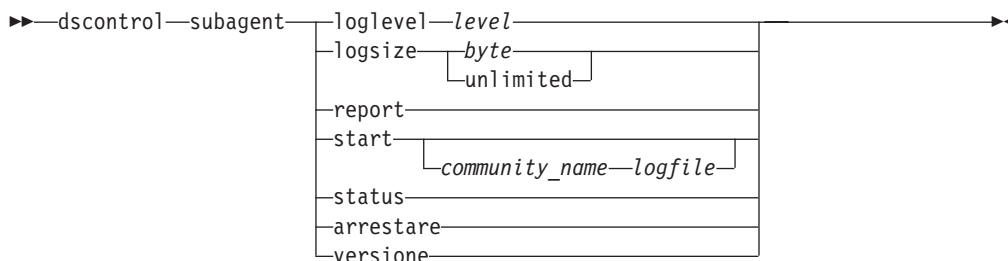 dscontrol subagent loglevel level
logsize byte
unlimited
report
start
community_name logfile
status
arrestare
versione